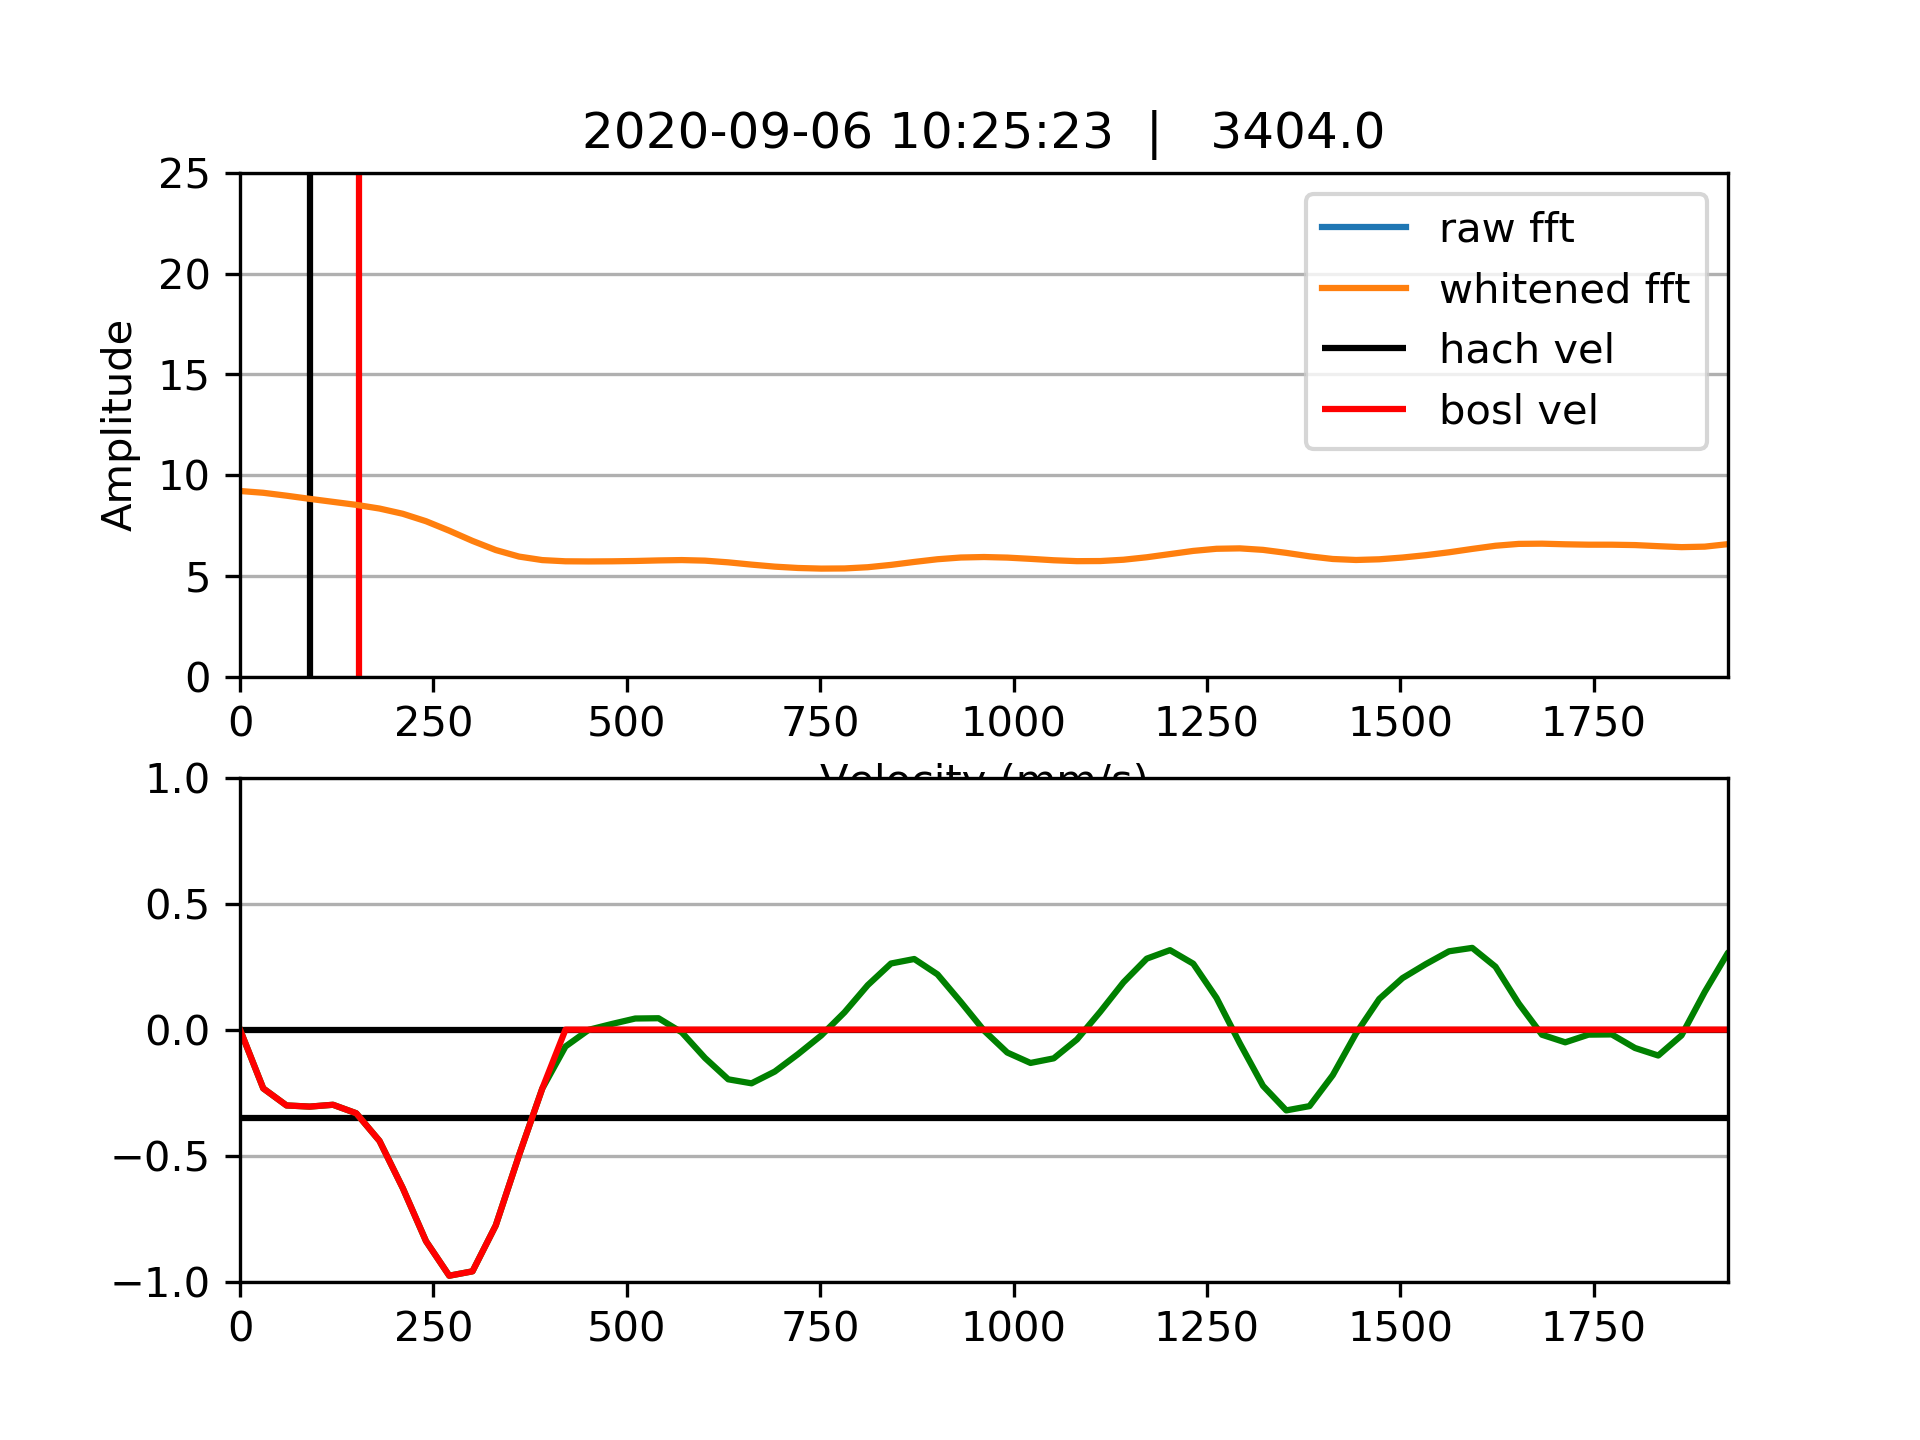 2020-09-06 10:25:23 | 3404.0
25
20
15
10
5
0
Amplitude
raw fft
whitened fft
hach vel
bosl vel
0 250 500 750 1000 1250 1500 1750
Velocity (mm/s)
1.0
0.5
0.0
−0.5
−1.0
0 250 500 750 1000 1250 1500 1750